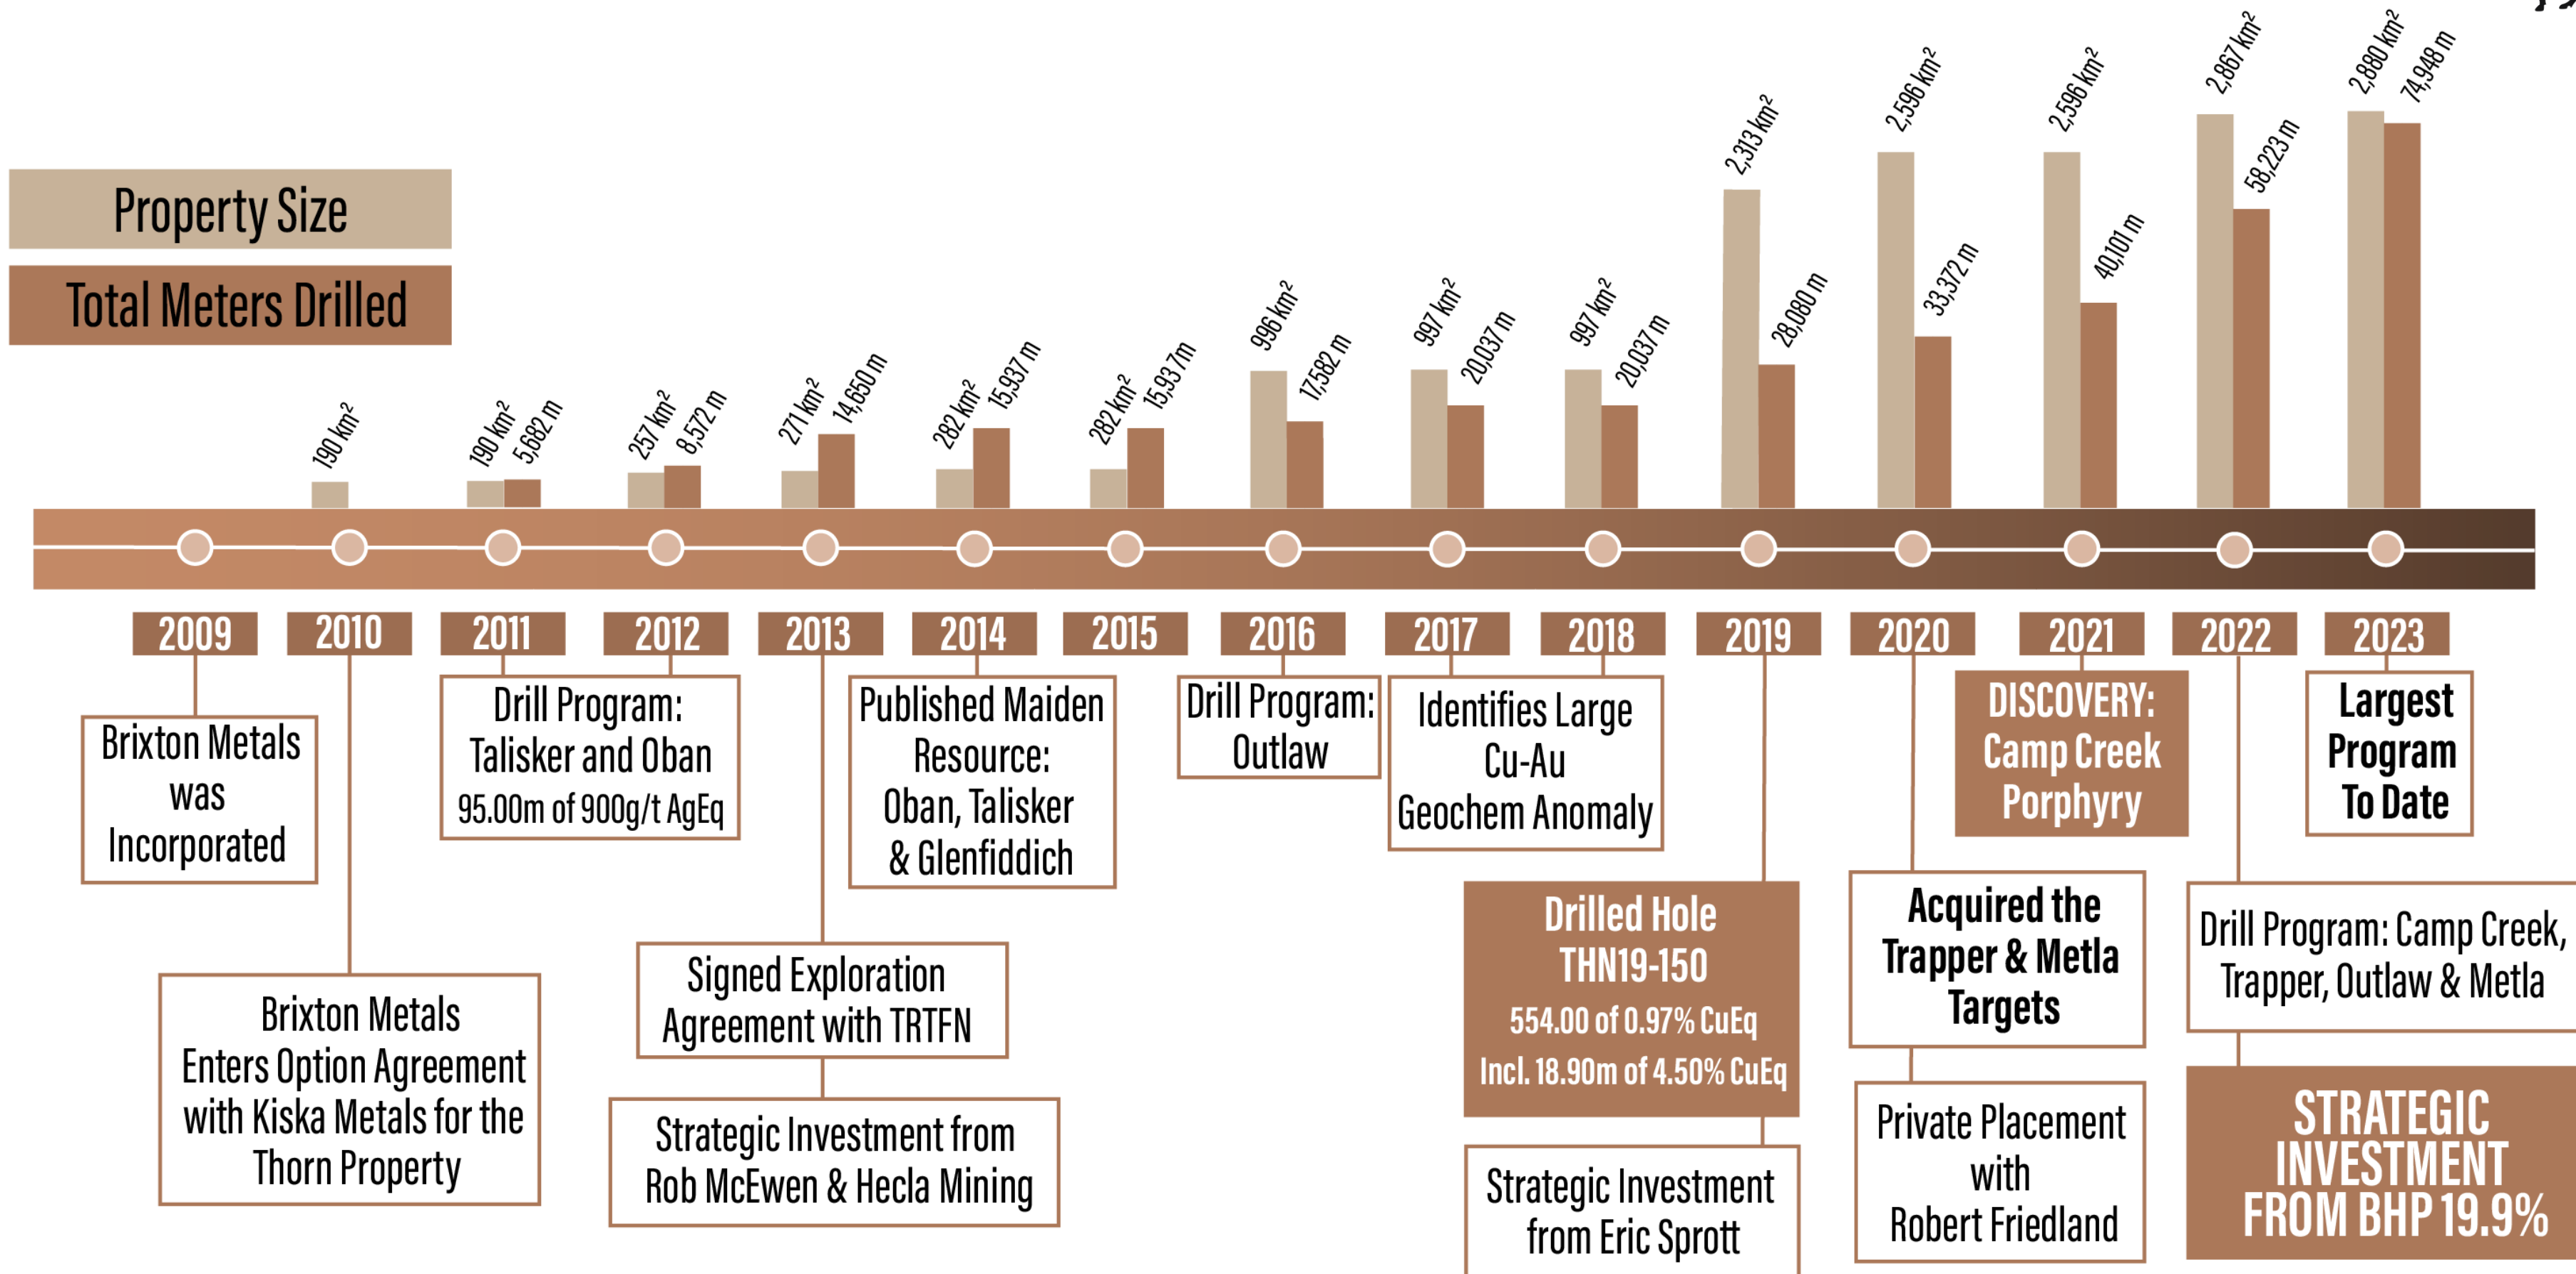 Property Size
Total Meters Drilled
190 km²
190 km²
5,682 m
257 km²
8,572 m
271 km²
14,650 m
282 km²
15,937 m
282 km²
15,937m
996 km²
17,582 m
997 km²
20,037 m
997 km²
20,037 m
2,313 km²
28,080 m
2,596 km²
33,372 m
2,596 km²
40,101 m
2,867 km²
58,223 m
2,880 km²
74,948 m
2009
2010
2011
2012
2013
2014
2015
2016
2017
2018
2019
2020
2021
2022
2023
Brixton Metals
was
Incorporated
Brixton Metals
Enters Option Agreement
with Kiska Metals for the
Thorn Property
Drill Program:
Talisker and Oban
95.00m of 900g/t AgEq
Signed Exploration
Agreement with TRTFN
Strategic Investment from
Rob McEwen & Hecla Mining
Published Maiden
Resource:
Oban, Talisker
& Glenfiddich
Drill Program:
Outlaw
Identifies Large
Cu-Au
Geochem Anomaly
Drilled Hole
THN19-150
554.00 of 0.97% CuEq
Incl. 18.90m of 4.50% CuEq
Strategic Investment
from Eric Sprott
Acquired the
Trapper & Metla
Targets
Private Placement
with
Robert Friedland
DISCOVERY:
Camp Creek
Porphyry
Drill Program: Camp Creek,
Trapper, Outlaw & Metla
STRATEGIC
INVESTMENT
FROM BHP 19.9%
Largest
Program
To Date